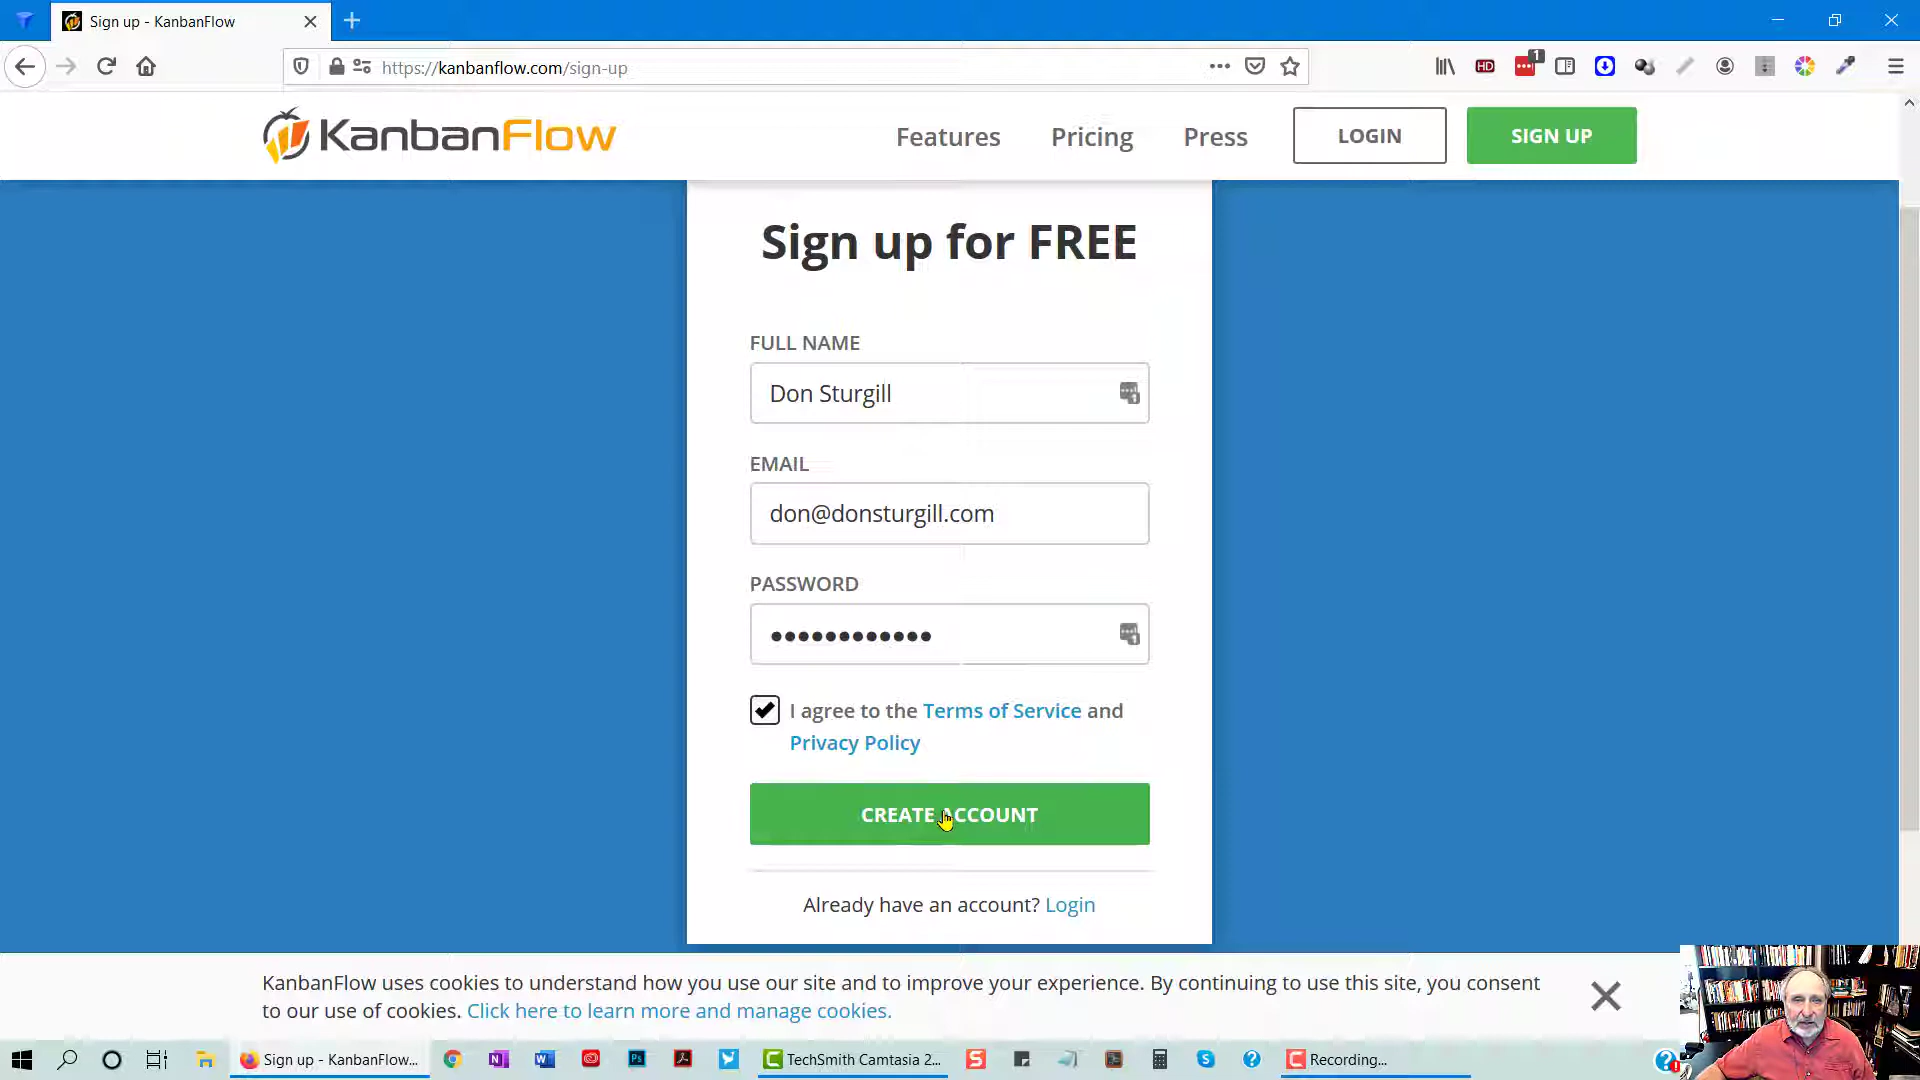 Sign up - KanbanFlow
https://kanbanflow.com/sign-up
HD
1
KanbanFlow
Features
Pricing
Press
LOGIN
SIGN UP
Sign up for FREE
FULL NAME
Don Sturgill
EMAIL
don@donsturgill.com
PASSWORD
I agree to the Terms of Service and
Privacy Policy
CREATE ACCOUNT
Already have an account? Login
KanbanFlow uses cookies to understand how you use our site and to improve your experience. By continuing to use this site, you consent
to our use of cookies. Click here to learn more and manage cookies.
Sign up - KanbanFlow...
TechSmith Camtasia 2...
Recording...